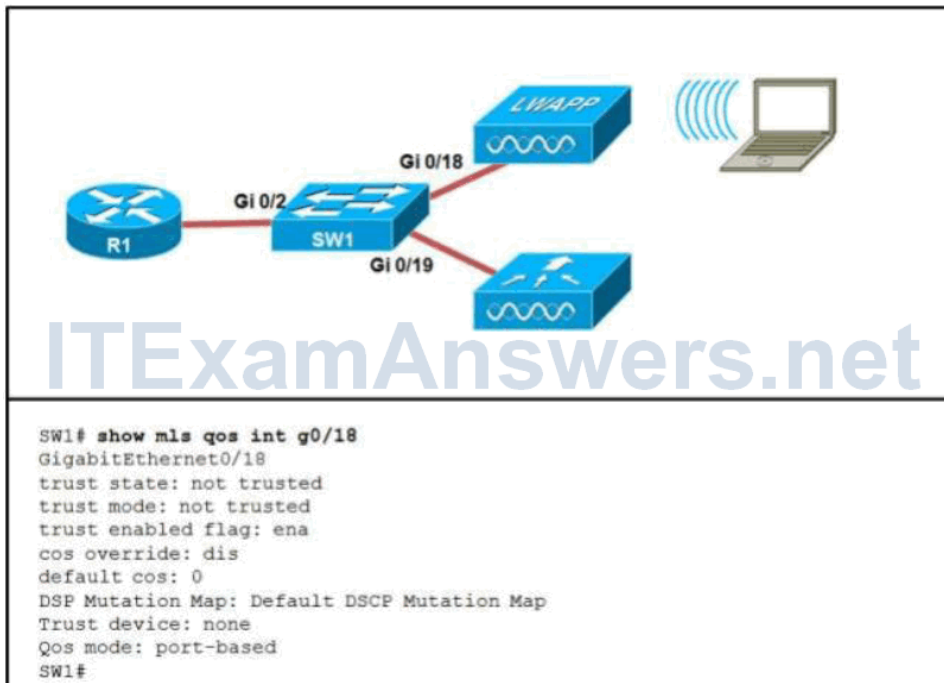 LWAPP
Gi 0/18
Gi 0/2
R1
SW1
Gi 0/19
ITExamAnswers.net
SW1# show mls qos int g0/18
GigabitEthernet0/18
trust state: not trusted
trust mode: not trusted
trust enabled flag: ena
cos override: dis
default cos: 0
DSP Mutation Map: Default DSCP Mutation Map
Trust device: none
Qos mode: port-based
SW1#